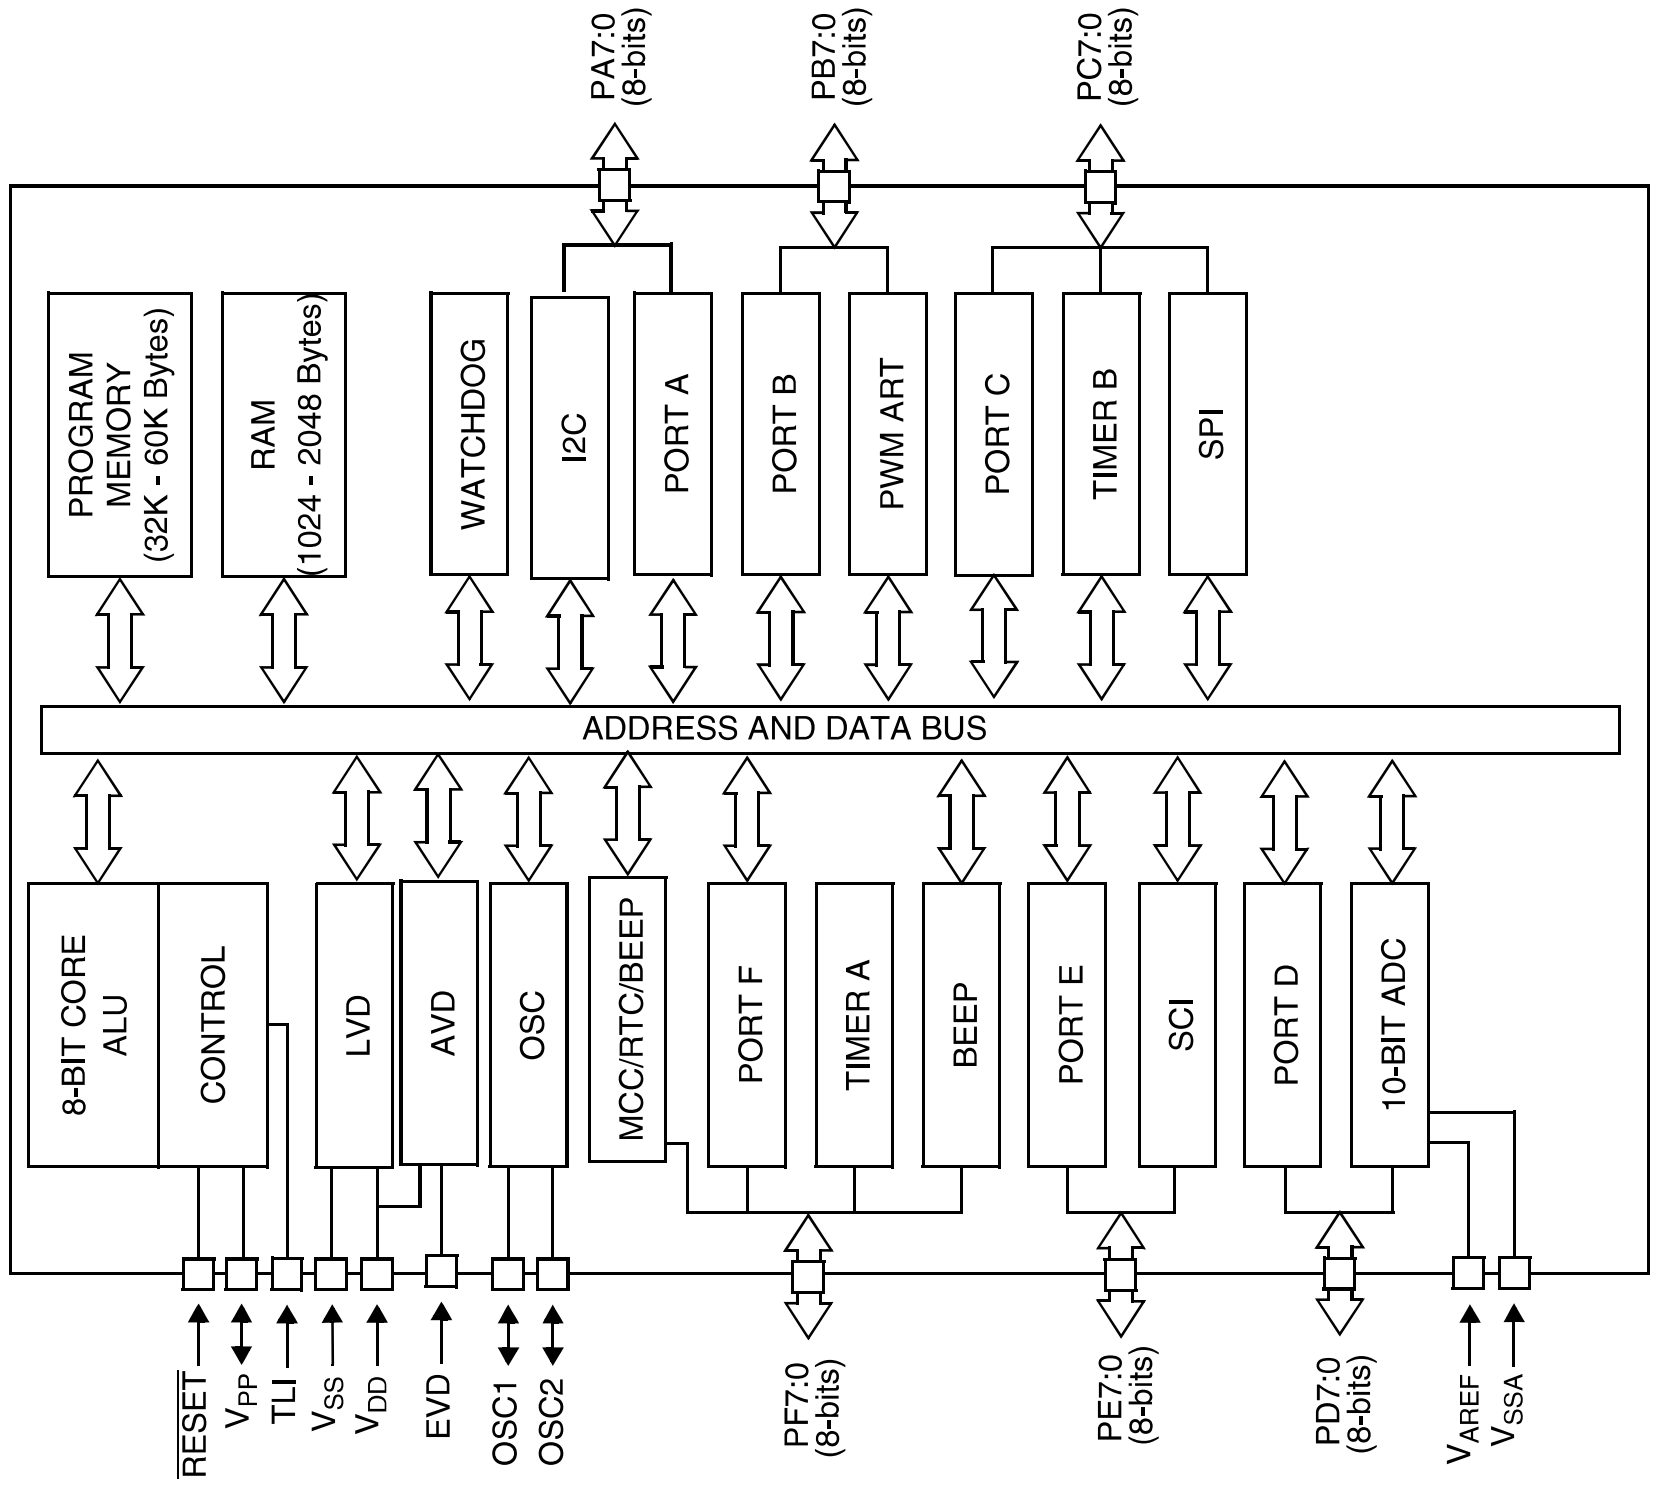 PA7:0
(8-bits)
PB7:0
(8-bits)
PC7:0
(8-bits)
PROGRAM
MEMORY
(32K - 60K Bytes)
RAM
(1024 - 2048 Bytes)
WATCHDOG
I2C
PORT A
PORT B
PWM ART
PORT C
TIMER B
SPI
ADDRESS AND DATA BUS
8-BIT CORE
ALU
CONTROL
LVD
AVD
OSC
MCC/RTC/BEEP
PORT F
TIMER A
BEEP
PORT E
SCI
PORT D
10-BIT ADC
RESET
VPP
TLI
VSS
VDD
EVD
OSC1
OSC2
PF7:0
(8-bits)
PE7:0
(8-bits)
PD7:0
(8-bits)
VAREF
VSSA